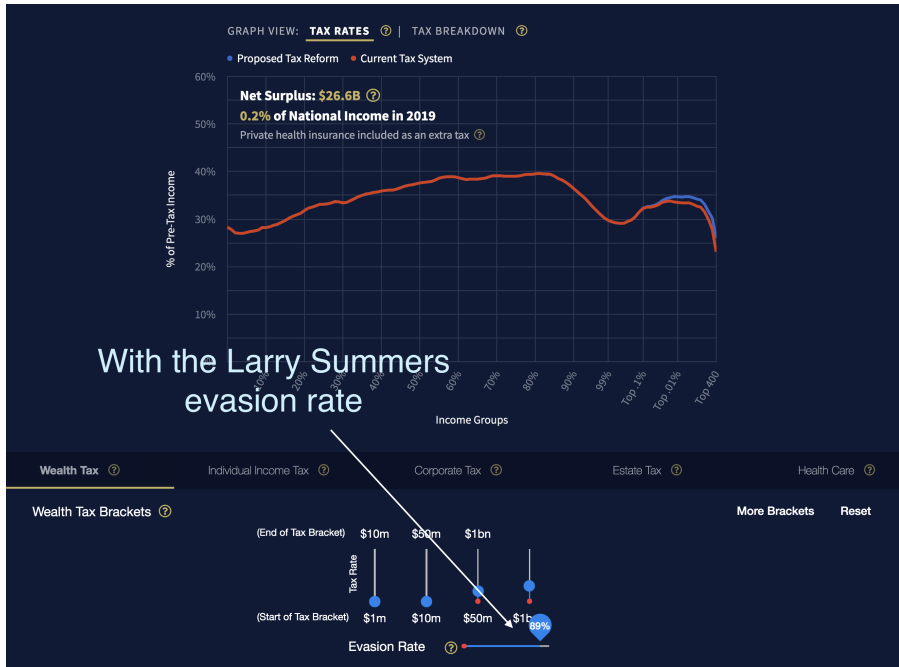 GRAPH VIEW: TAX RATES ? | TAX BREAKDOWN ?
Proposed Tax Reform Current Tax System
60%
Net Surplus: $26.6B ?
0.2% of National Income in 2019
Private health insurance included as an extra tax ?
50%
40%
30%
20%
10%
% of Pre-Tax Income
With the Larry Summers
evasion rate
10% 20% 30% 40% 50% 60% 70% 80% 90% 99% Top .1% Top .01% Top 400
Income Groups
Wealth Tax ? Individual Income Tax ? Corporate Tax ? Estate Tax ? Health Care ?
Wealth Tax Brackets ? More Brackets Reset
(End of Tax Bracket) $10m $50m $1bn
Tax Rate
(Start of Tax Bracket) $1m $10m $50m
89%
Evasion Rate ?